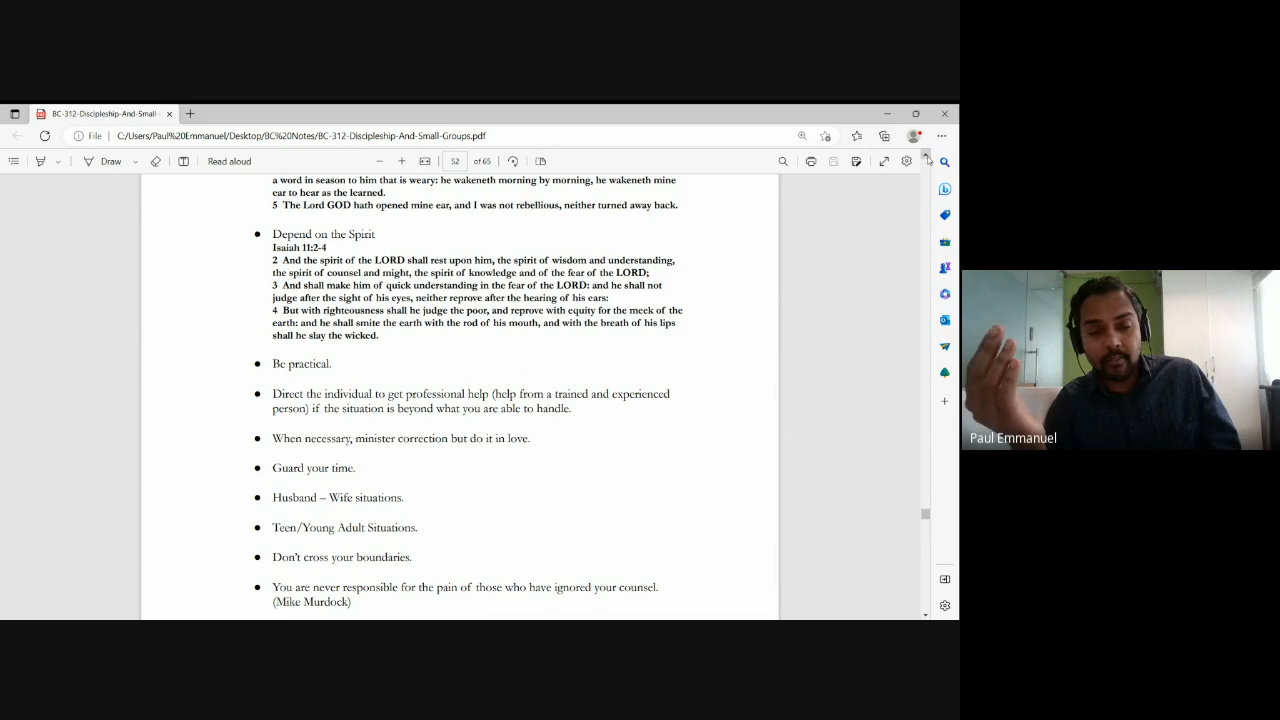 BC-312-Discipleship-And-Small-
File
C:/Users/Paul%20Emmanuel/Desktop/BC%20Notes/BC-312-Discipleship-And-Small-Groups.pdf
Draw
Read aloud
52
of 65
a word in season to him that is weary: he wakeneth morning by morning, he wakeneth mine
ear to hear as the learned.
5 The Lord GOD hath opened mine ear, and I was not rebellious, neither turned away back.
● Depend on the Spirit
Isaiah 11:2-4
2 And the spirit of the LORD shall rest upon him, the spirit of wisdom and understanding,
the spirit of counsel and might, the spirit of knowledge and of the fear of the LORD;
3 And shall make him of quick understanding in the fear of the LORD: and he shall not
judge after the sight of his eyes, neither reprove after the hearing of his ears:
4 But with righteousness shall he judge the poor, and reprove with equity for the meek of the
earth: and he shall smite the earth with the rod of his mouth, and with the breath of his lips
shall he slay the wicked.
● Be practical.
● Direct the individual to get professional help (help from a trained and experienced
person) if the situation is beyond what you are able to handle.
● When necessary, minister correction but do it in love.
● Guard your time.
● Husband – Wife situations.
● Teen/Young Adult Situations.
● Don't cross your boundaries.
● You are never responsible for the pain of those who have ignored your counsel.
(Mike Murdock)
Paul Emmanuel